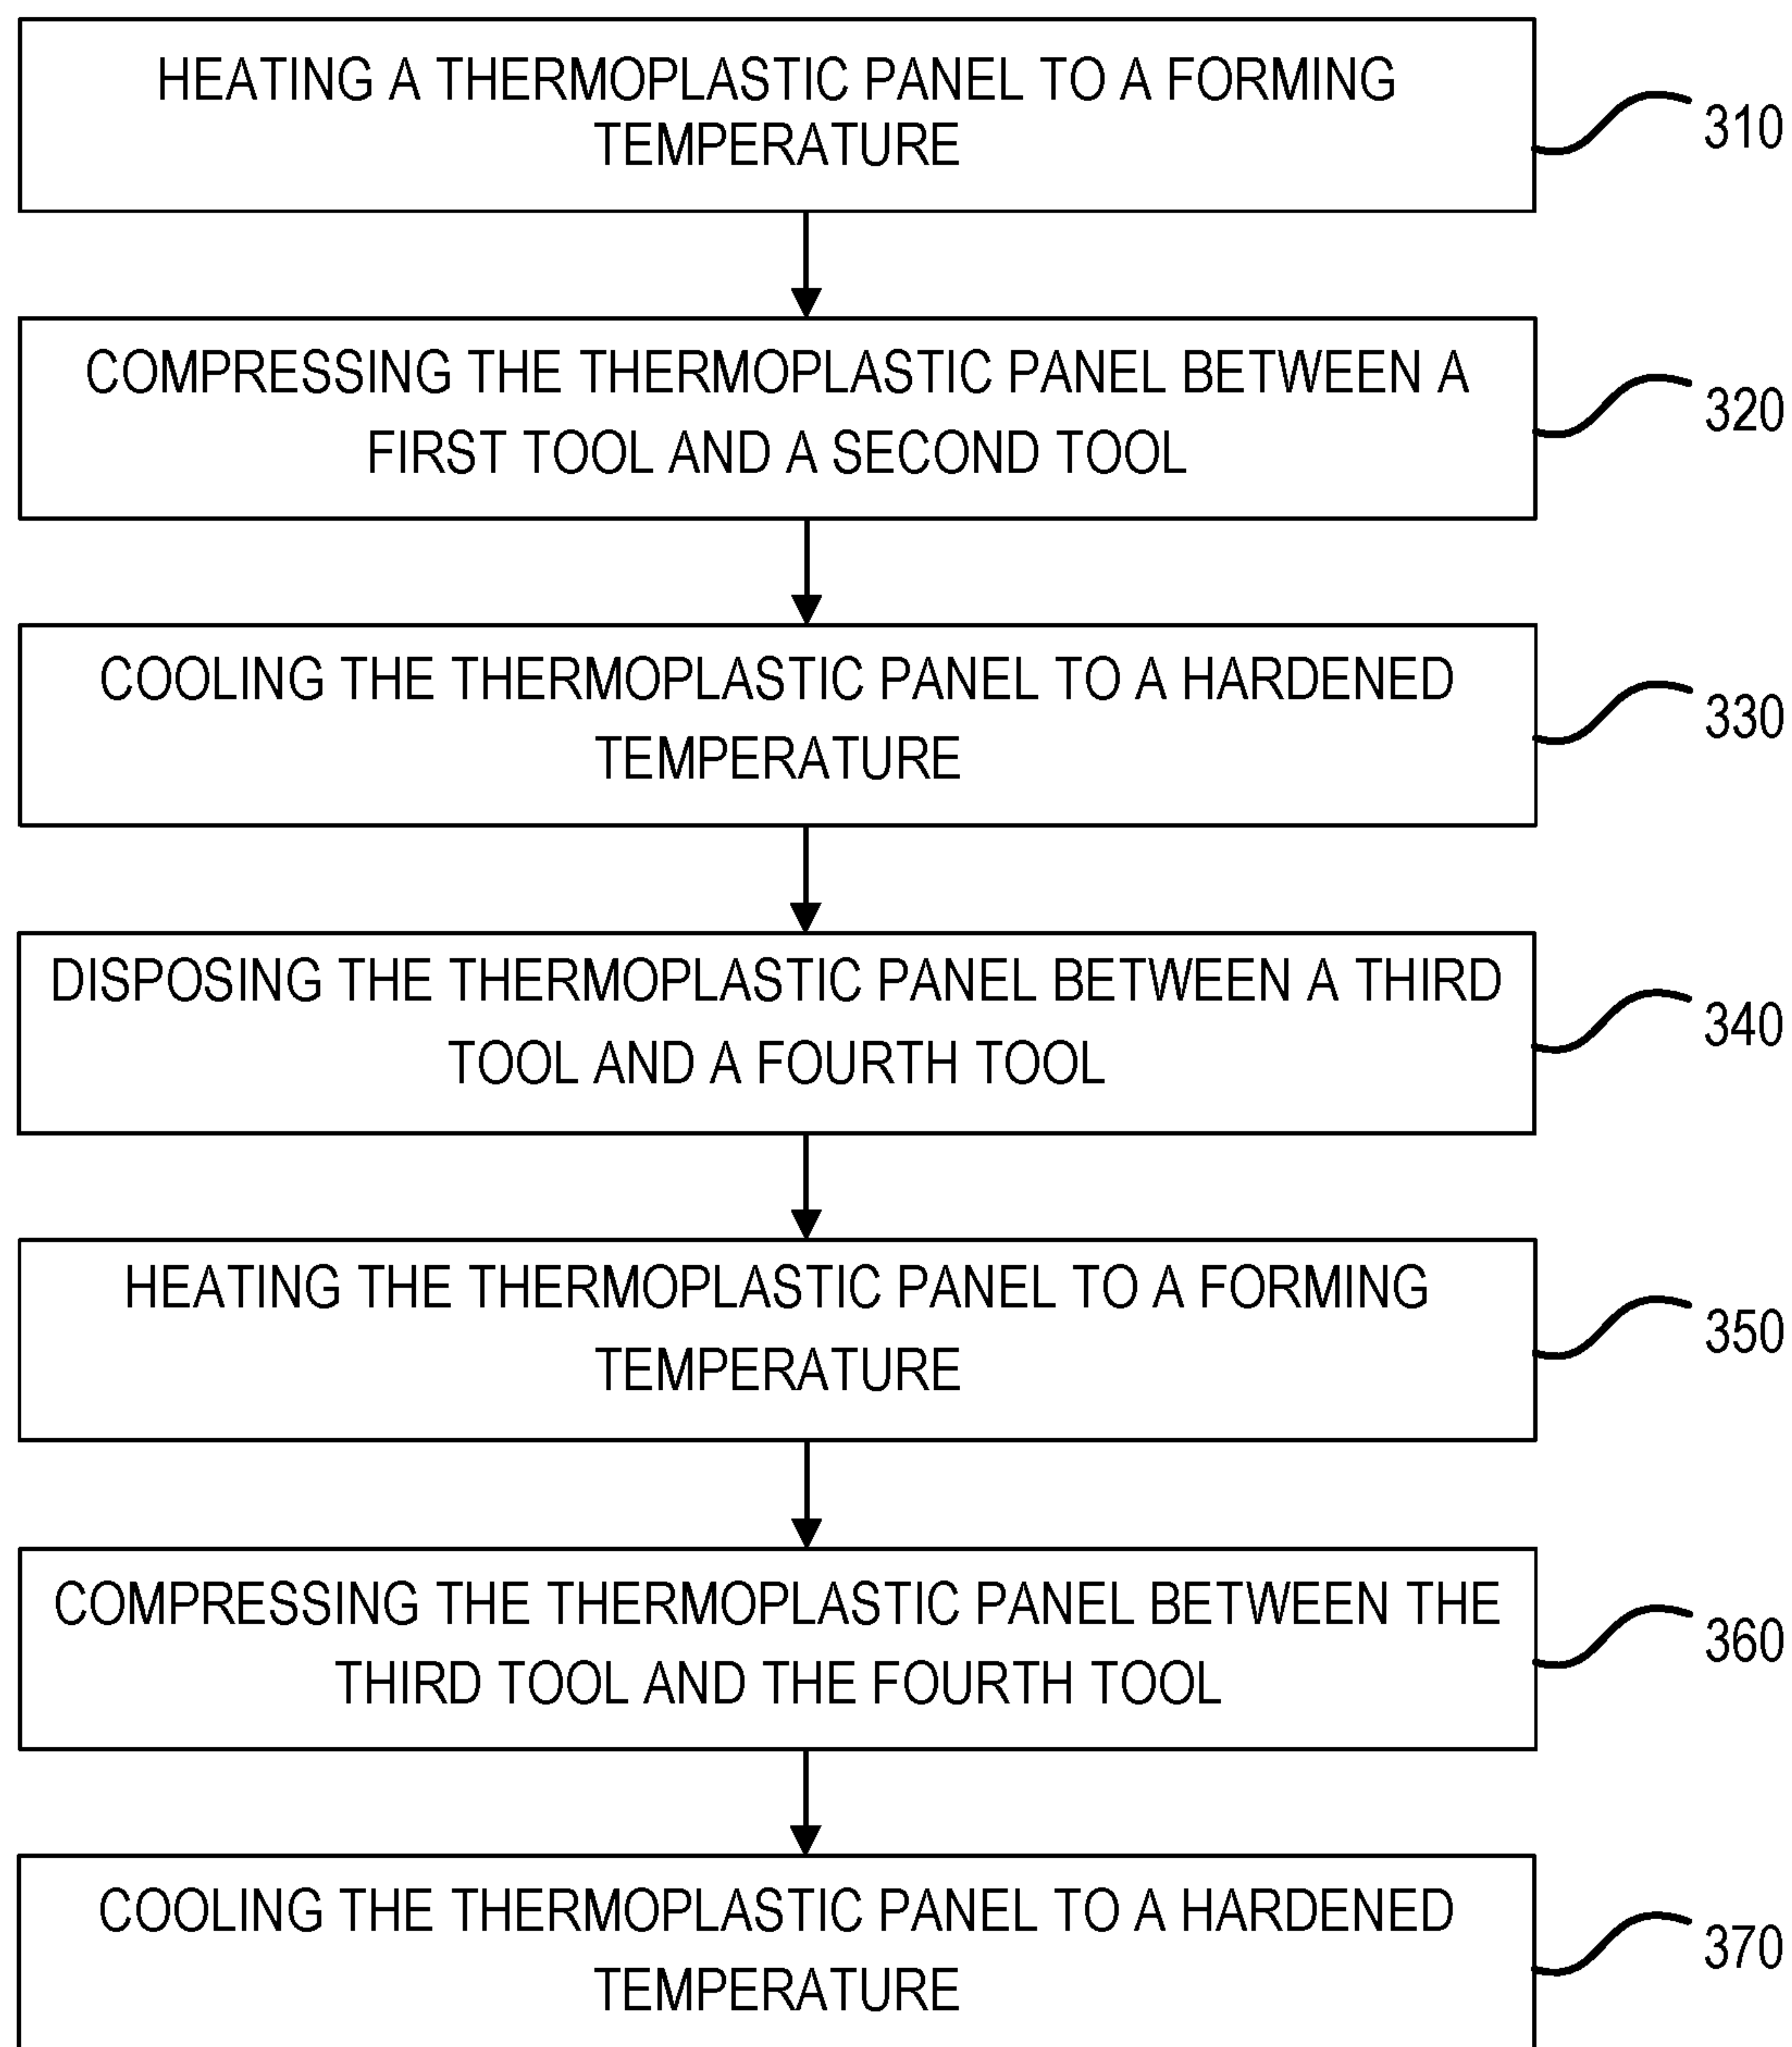 HEATING A THERMOPLASTIC PANEL TO A FORMING
TEMPERATURE
310
COMPRESSING THE THERMOPLASTIC PANEL BETWEEN A
FIRST TOOL AND A SECOND TOOL
320
COOLING THE THERMOPLASTIC PANEL TO A HARDENED
TEMPERATURE
330
DISPOSING THE THERMOPLASTIC PANEL BETWEEN A THIRD
TOOL AND A FOURTH TOOL
340
HEATING THE THERMOPLASTIC PANEL TO A FORMING
TEMPERATURE
350
COMPRESSING THE THERMOPLASTIC PANEL BETWEEN THE
THIRD TOOL AND THE FOURTH TOOL
360
COOLING THE THERMOPLASTIC PANEL TO A HARDENED
TEMPERATURE
370